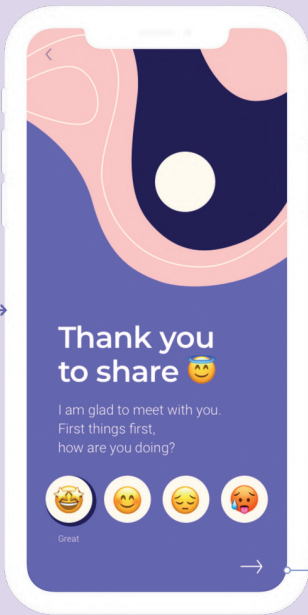 Thank you
to share 😇
I am glad to meet with you.
First things first,
how are you doing?
Great